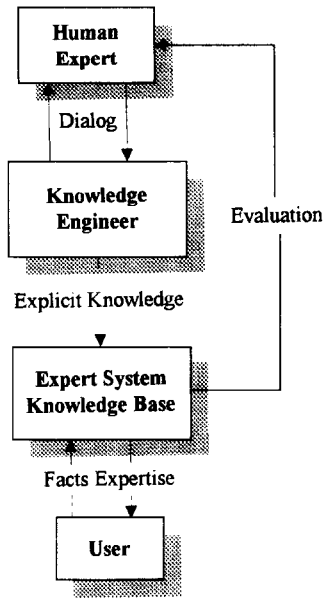 Human
Expert
Dialog
Knowledge
Engineer
Evaluation
Explicit Knowledge
Expert System
Knowledge Base
Facts Expertise
User